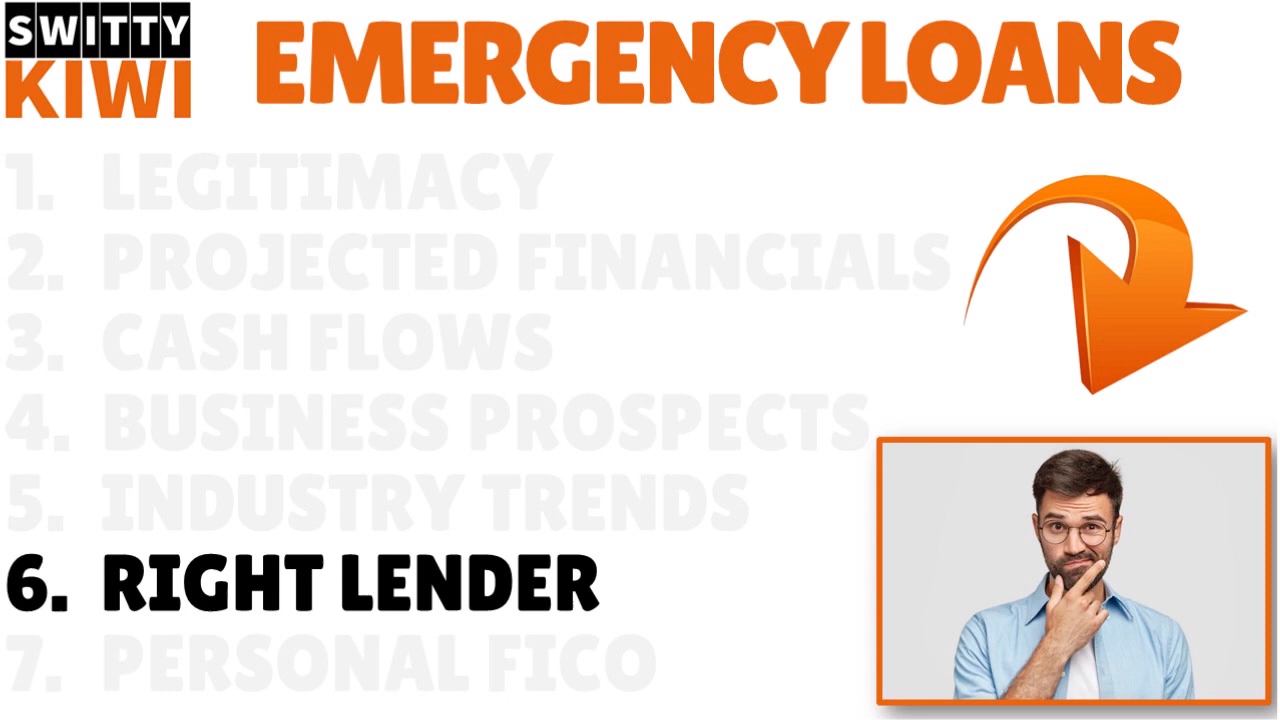 SWITTY
KIWI
EMERGENCY LOANS
1. LEGITIMACY
2. PROJECTED FINANCIALS
3. CASH FLOWS
4. BUSINESS PROSPECTS
5. INDUSTRY TRENDS
6. RIGHT LENDER
7. PERSONAL FICO